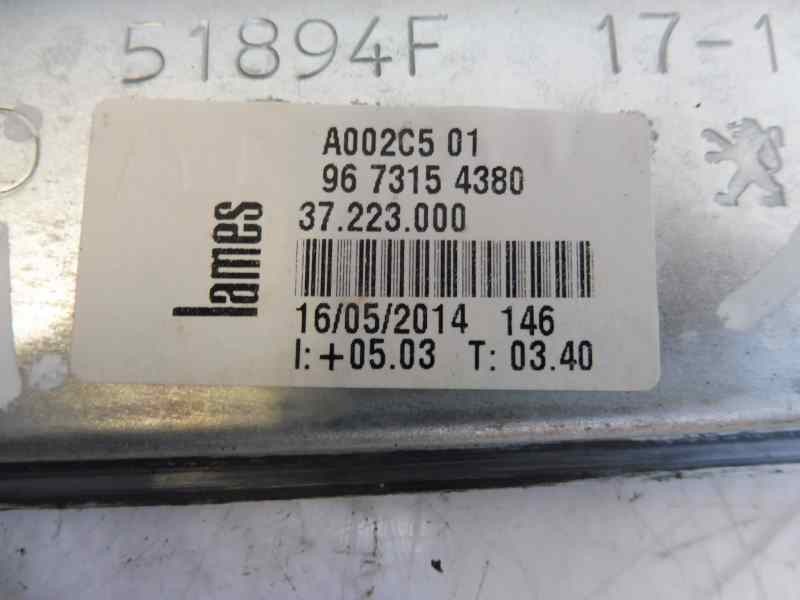 51894F 17-1
A002C5 01
96 7315 4380
37.223.000
lames
16/05/2014 146
I: +05.03 T: 03.40